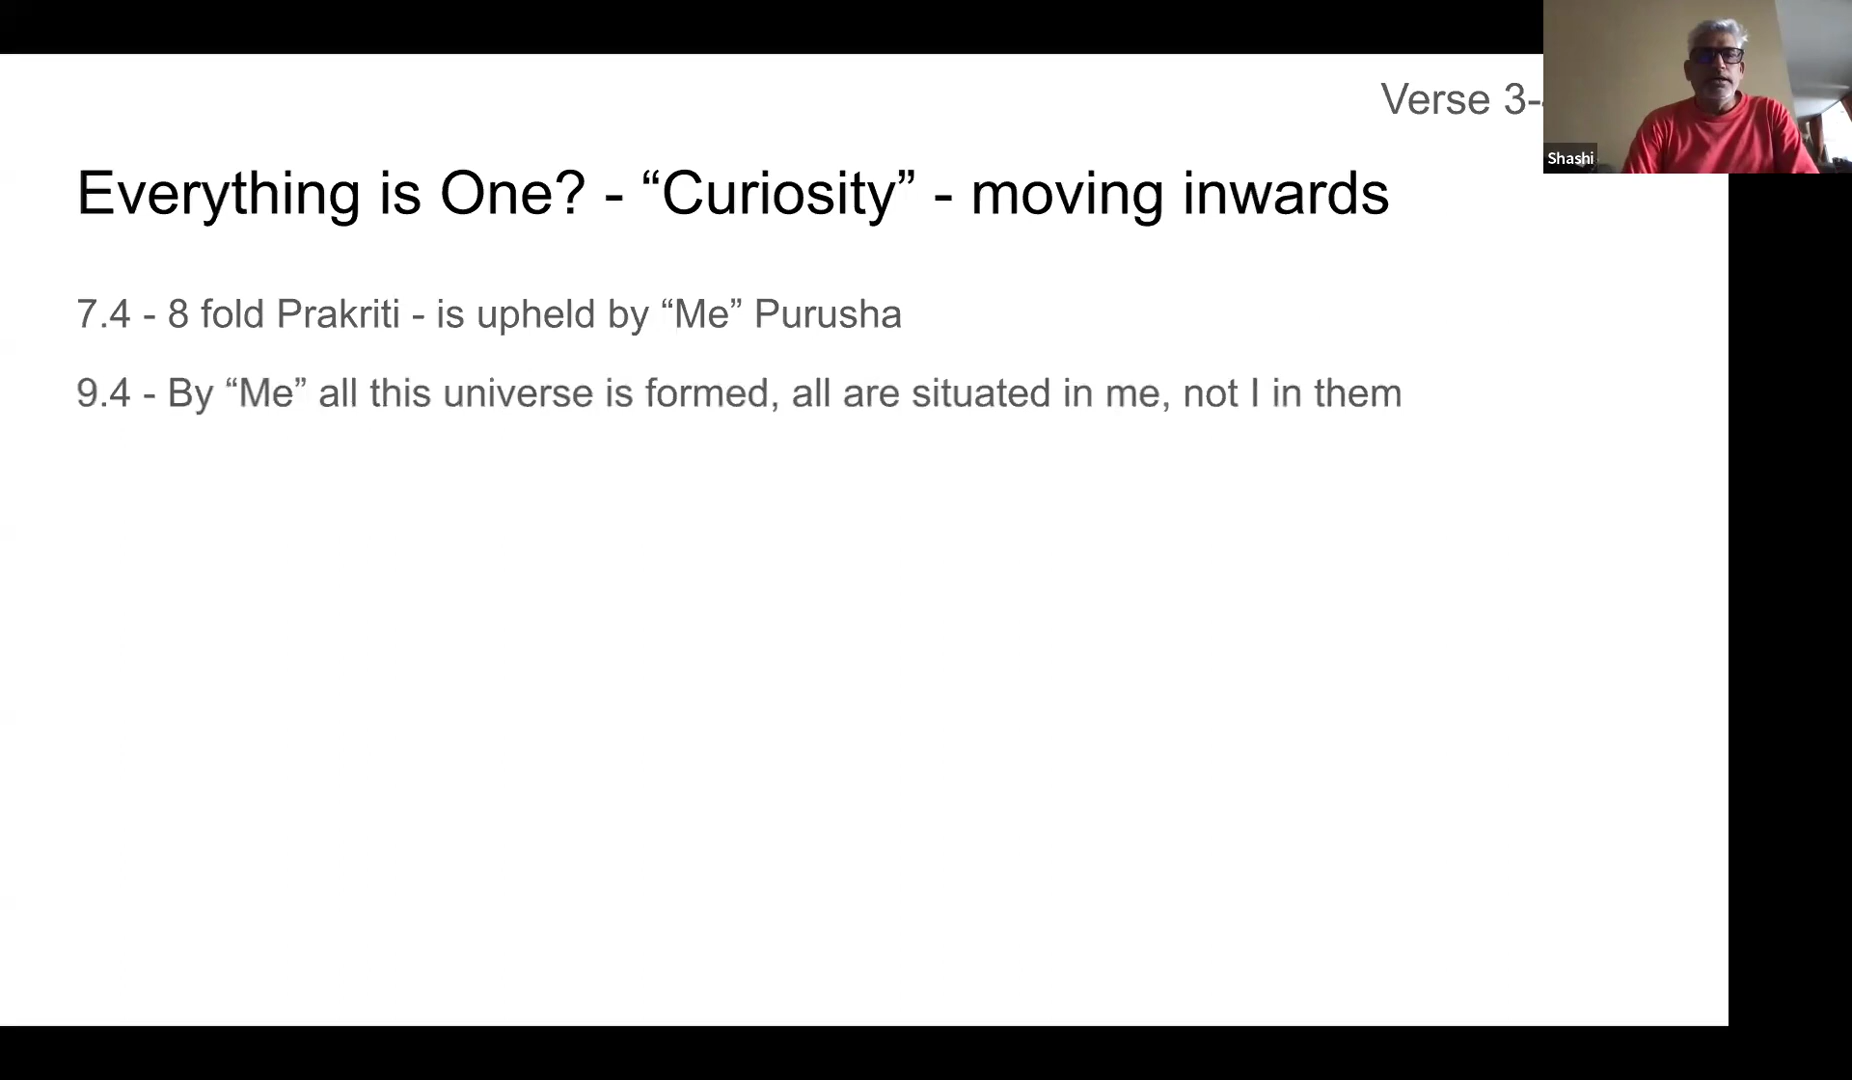 Verse 3-
Shashi
Everything is One? - “Curiosity” - moving inwards
7.4 - 8 fold Prakriti - is upheld by “Me” Purusha
9.4 - By “Me” all this universe is formed, all are situated in me, not I in them